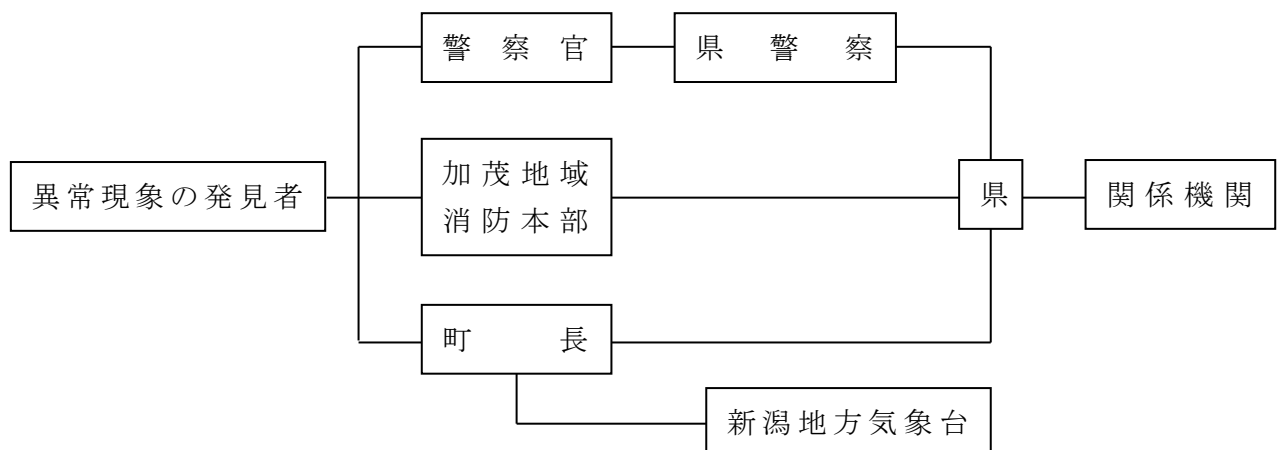 警察官
県警察
加茂地域
消防本部
異常現象の発見者
県
関係機関
町長
新潟地方気象台